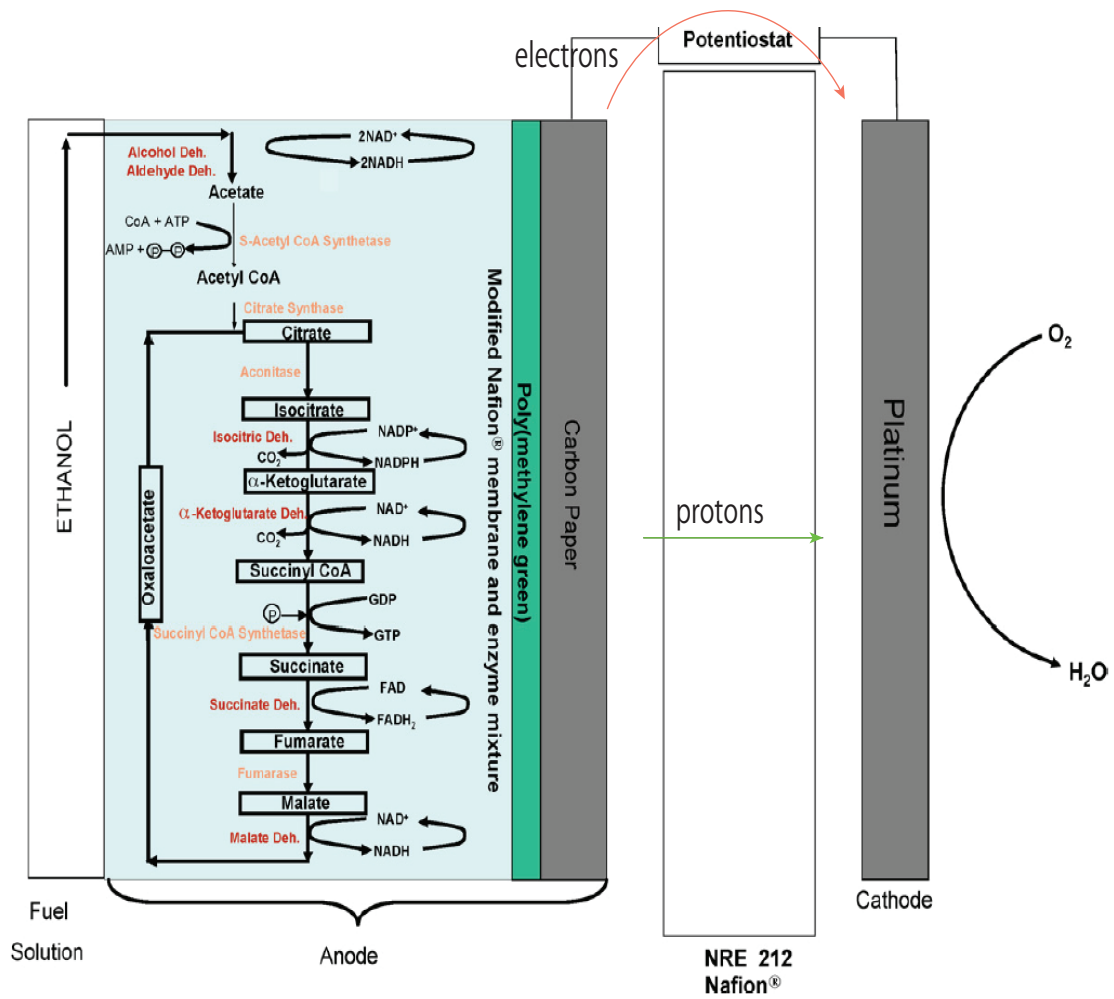 electrons
Potentiostat
ETHANOL
Alcohol Deh.
Aldehyde Deh.
2NAD⁺
2NADH
Acetate
CoA + ATP
AMP + P-P
S-Acetyl CoA Synthetase
Acetyl CoA
Citrate Synthase
Citrate
Aconitase
Isocitrate
Isocitric Deh.
NADP⁺
CO₂
NADPH
α-Ketoglutarate
α-Ketoglutarate Deh.
NAD⁺
CO₂
NADH
Succinyl CoA
P
GDP
GTP
Succinyl CoA Synthetase
Succinate
FAD
Succinate Deh.
FADH₂
Fumarate
Fumarase
Malate
NAD⁺
Malate Deh.
NADH
Oxaloacetate
Modified Nafion® membrane and enzyme mixture
Poly(methylene green)
Carbon Paper
protons
Platinum
O₂
H₂O
Fuel
Solution
Anode
NRE 212
Nafion®
Cathode